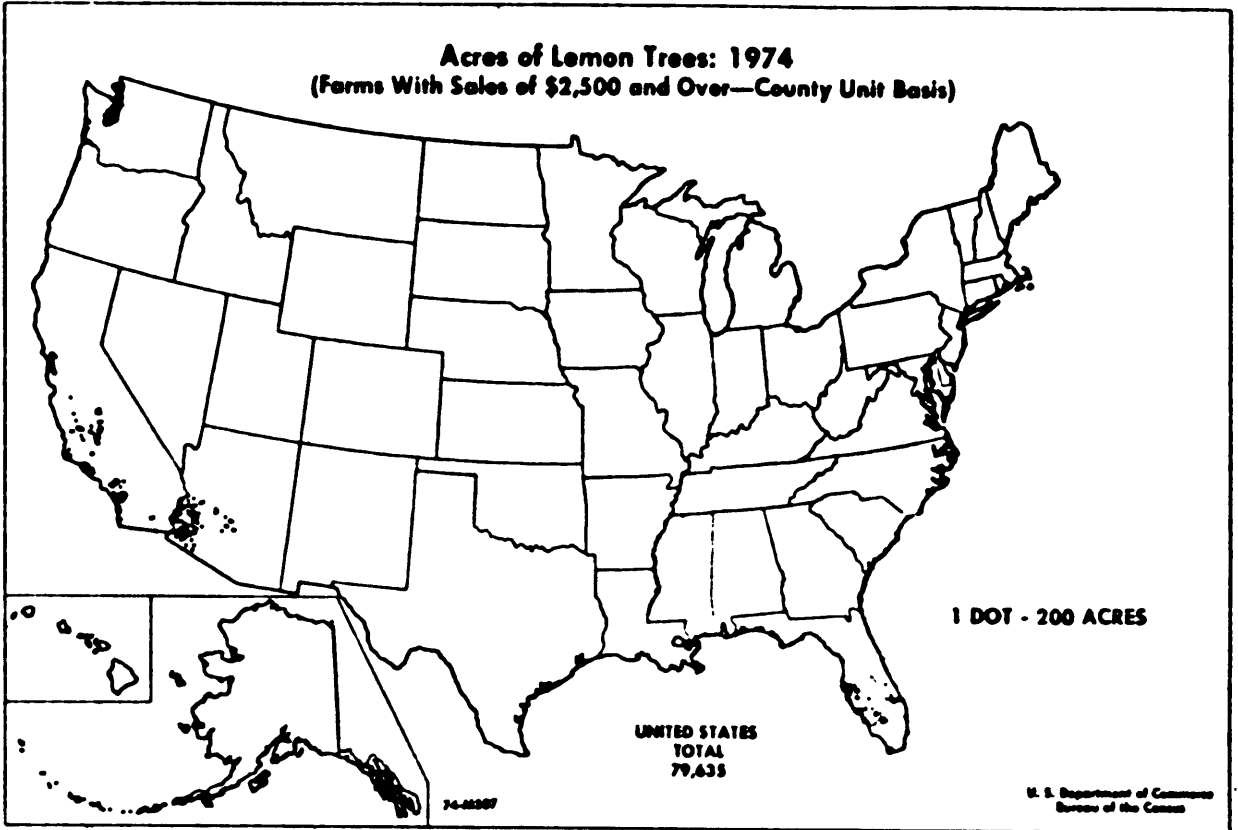 Acres of Lemon Trees: 1974
(Farms With Sales of $2,500 and Over—County Unit Basis)
1 DOT - 200 ACRES
UNITED STATES
TOTAL
79,635
U. S. Department of Commerce
Bureau of the Census